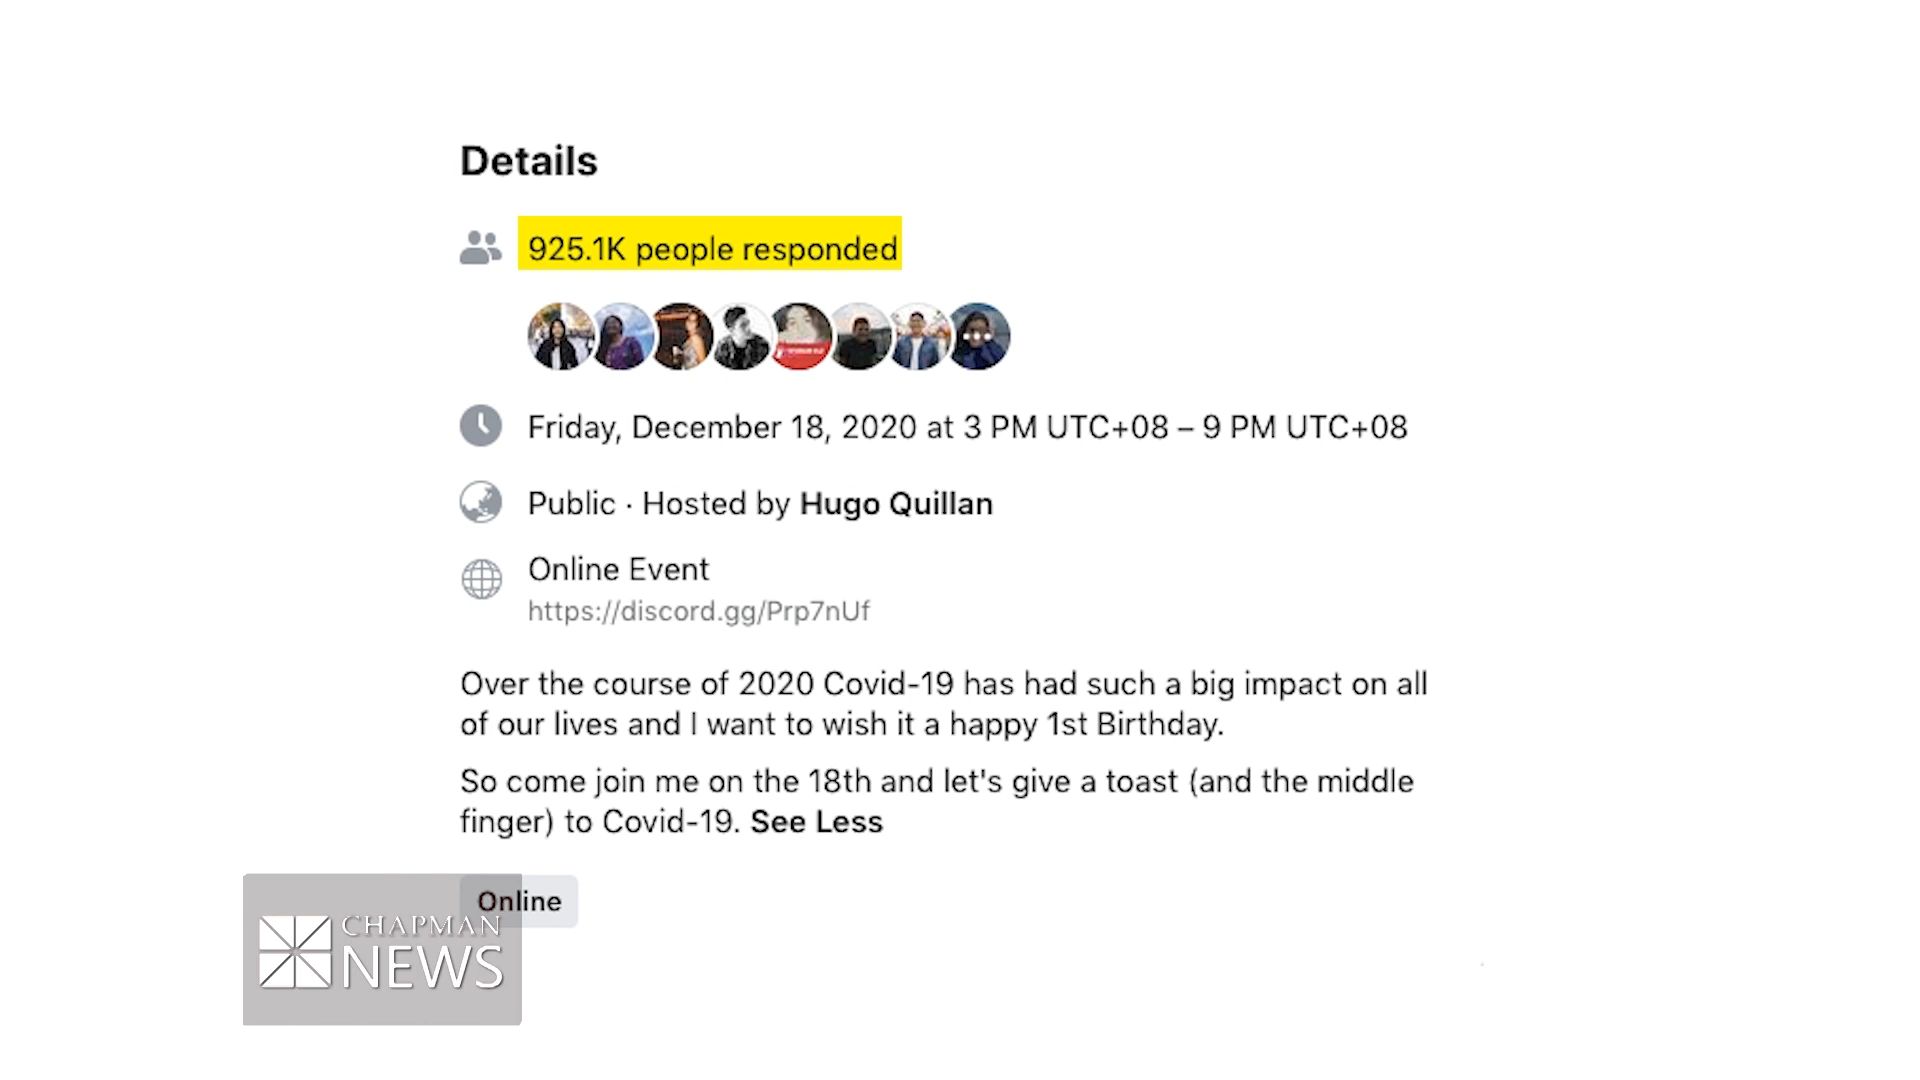 Details
925.1K people responded
Friday, December 18, 2020 at 3 PM UTC+08 – 9 PM UTC+08
Public · Hosted by Hugo Quillan
Online Event
https://discord.gg/Prp7nUf
Over the course of 2020 Covid-19 has had such a big impact on all
of our lives and I want to wish it a happy 1st Birthday.
So come join me on the 18th and let's give a toast (and the middle
finger) to Covid-19. See Less
Online
CHAPMAN
NEWS